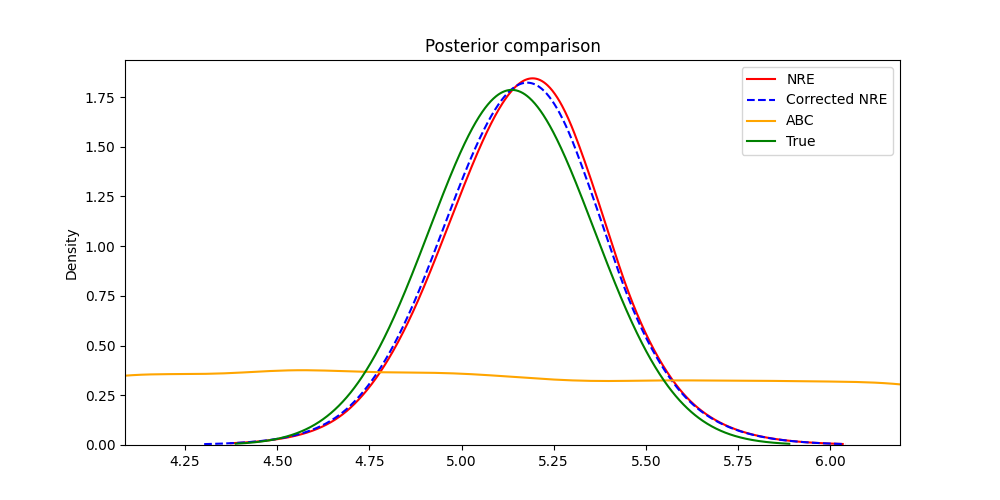 Posterior comparison
NRE
Corrected NRE
ABC
True
Density
1.75
1.50
1.25
1.00
0.75
0.50
0.25
0.00
4.25 4.50 4.75 5.00 5.25 5.50 5.75 6.00